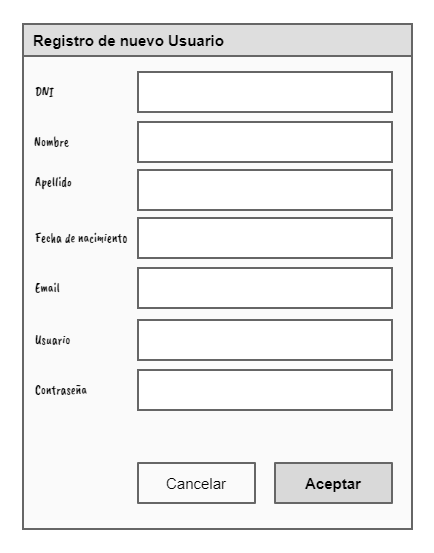 Registro de nuevo Usuario
DNI
Nombre
Apellido
Fecha de nacimiento
Email
Usuario
Contraseña
Cancelar
Aceptar